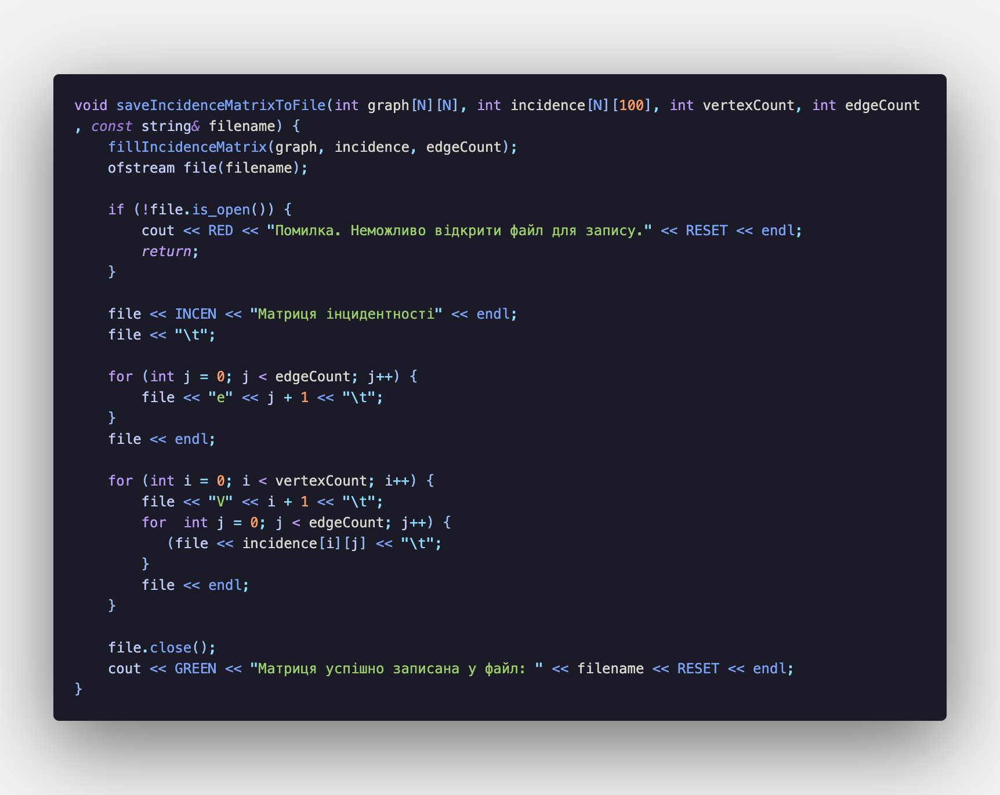 void saveIncidenceMatrixToFile(int graph[N][N], int incidence[N][100], int vertexCount, int edgeCount
, const string& filename) {
    fillIncidenceMatrix(graph, incidence, edgeCount);
    ofstream file(filename);

    if (!file.is_open()) {
        cout << RED << "Помилка. Неможливо відкрити файл для запису." << RESET << endl;
        return;
    }

    file << INCEN << "Матриця інцидентності" << endl;
    file << "\t";

    for (int j = 0; j < edgeCount; j++) {
        file << "e" << j + 1 << "\t";
    }
    file << endl;

    for (int i = 0; i < vertexCount; i++) {
        file << "V" << i + 1 << "\t";
        for  int j = 0; j < edgeCount; j++) {
           (file << incidence[i][j] << "\t";
        }
        file << endl;
    }

    file.close();
    cout << GREEN << "Матриця успішно записана у файл: " << filename << RESET << endl;
}